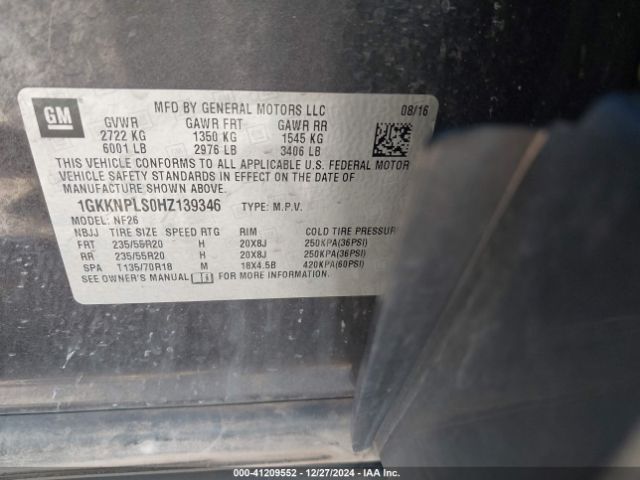 GM
MFD BY GENERAL MOTORS LLC 08/16
GVWR GAWR FRT GAWR RR
2722 KG 1350 KG 1545 KG
6001 LB 2976 LB 3406 LB
THIS VEHICLE CONFORMS TO ALL APPLICABLE U.S. FEDERAL MOTOR
VEHICLE SAFETY STANDARDS IN EFFECT ON THE DATE OF
MANUFACTURE SHOWN ABOVE.
1GKKNPLS0HZ139346 TYPE: M.P.V.
MODEL: NF26
NBJJ TIRE SIZE SPEED RTG RIM COLD TIRE PRESSURE
FRT 235/55R20 H 20X8J 250KPA(36PSI)
RR 235/55R20 H 20X8J 250KPA(36PSI)
SPA T135/70R18 M 18X4.5B 420KPA(60PSI)
SEE OWNER'S MANUAL FOR MORE INFORMATION.
000-41209552 - 12/27/2024 - IAA Inc.